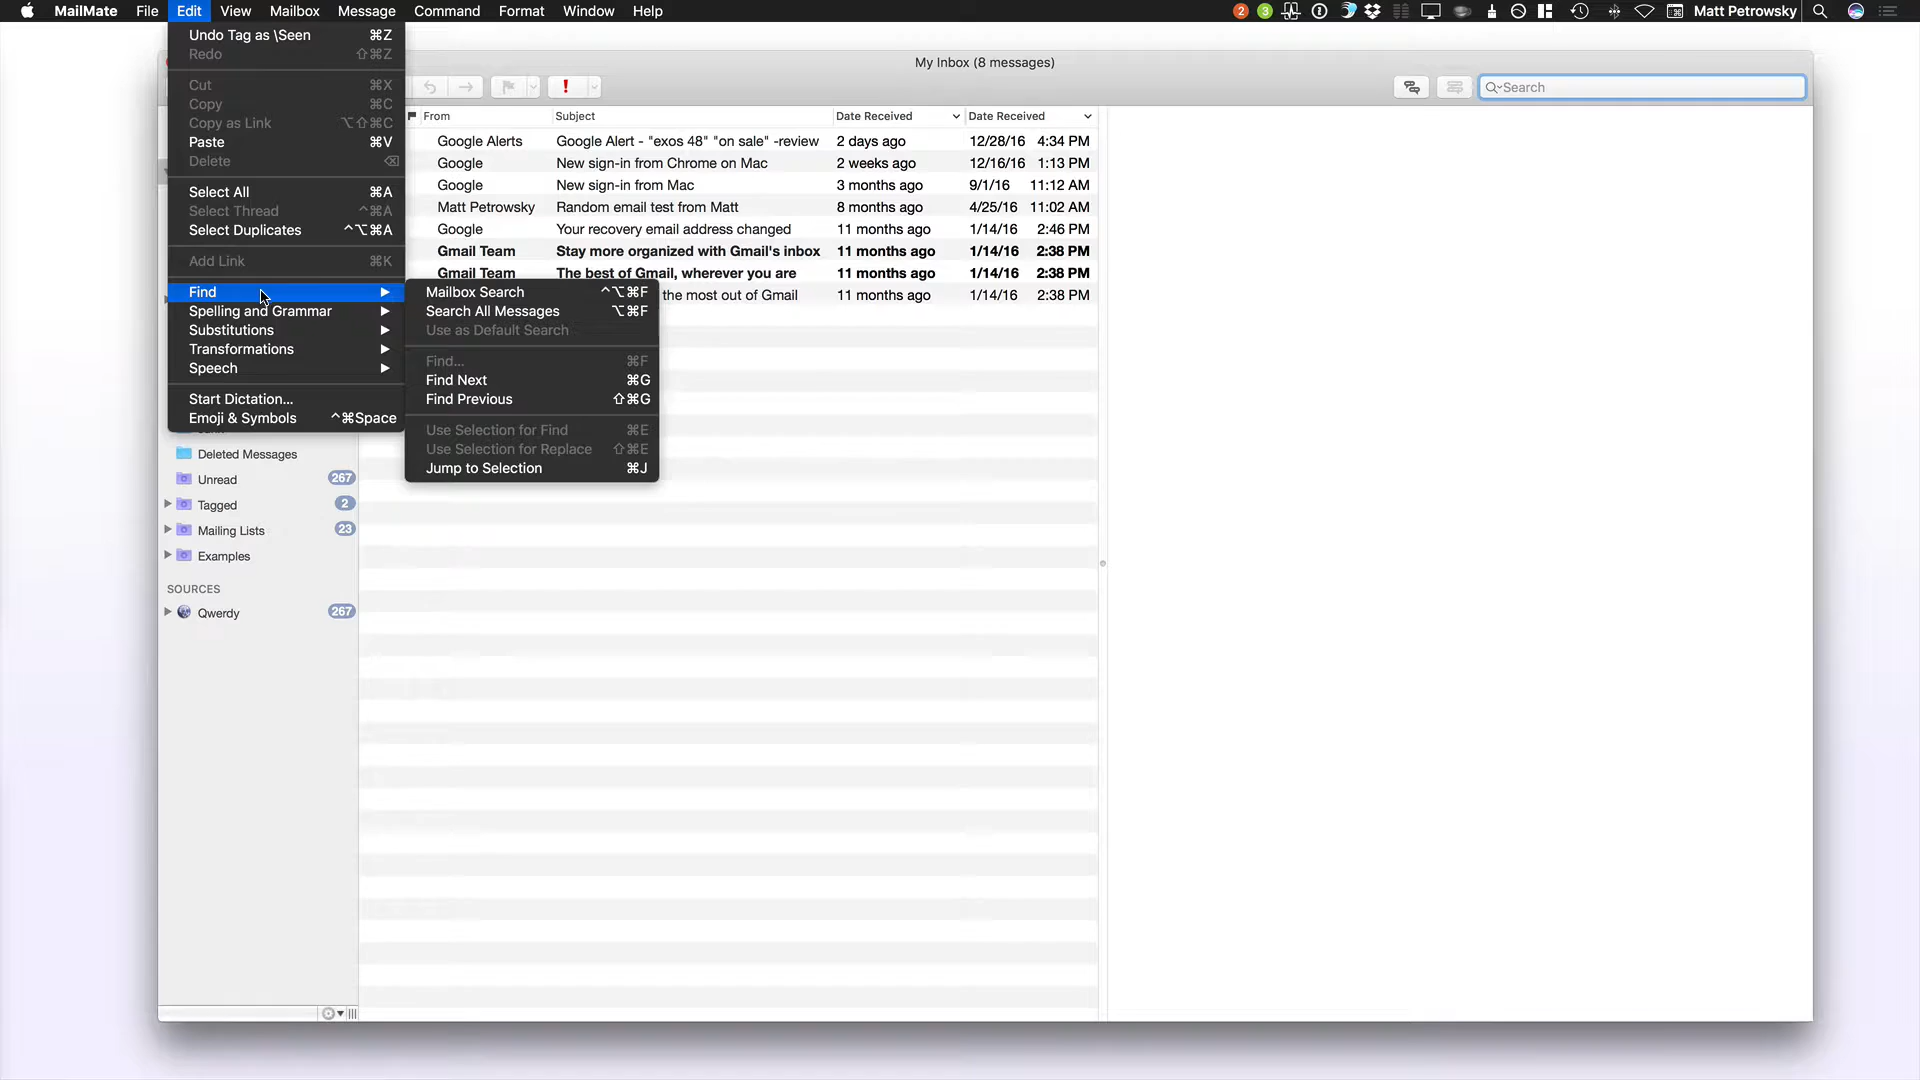 MailMate File Edit View Mailbox Message Command Format Window Help 2 3 Matt Petrowsky
My Inbox (8 messages)
Search
Undo Tag as \Seen ⌘Z
Redo ⇧⌘Z
Cut ⌘X
Copy ⌘C
Copy as Link ⌥⇧⌘C
Paste ⌘V
Delete ⌫
Select All ⌘A
Select Thread ^⌘A
Select Duplicates ^⌥⌘A
Add Link ⌘K
Find
Spelling and Grammar
Substitutions
Transformations
Speech
Start Dictation...
Emoji & Symbols ^⌘Space
Mailbox Search ^⌥⌘F
Search All Messages ⌥⌘F
Use as Default Search
Find... ⌘F
Find Next ⌘G
Find Previous ⇧⌘G
Use Selection for Find ⌘E
Use Selection for Replace ⇧⌘E
Jump to Selection ⌘J
From Subject Date Received Date Received
Google Alerts Google Alert - "exos 48" "on sale" -review 2 days ago 12/28/16 4:34 PM
Google New sign-in from Chrome on Mac 2 weeks ago 12/16/16 1:13 PM
Google New sign-in from Mac 3 months ago 9/1/16 11:12 AM
Matt Petrowsky Random email test from Matt 8 months ago 4/25/16 11:02 AM
Google Your recovery email address changed 11 months ago 1/14/16 2:46 PM
Gmail Team Stay more organized with Gmail's inbox 11 months ago 1/14/16 2:38 PM
Gmail Team The best of Gmail, wherever you are 11 months ago 1/14/16 2:38 PM
the most out of Gmail 11 months ago 1/14/16 2:38 PM
Deleted Messages
Unread 267
Tagged 2
Mailing Lists 23
Examples
SOURCES
Qwerdy 267